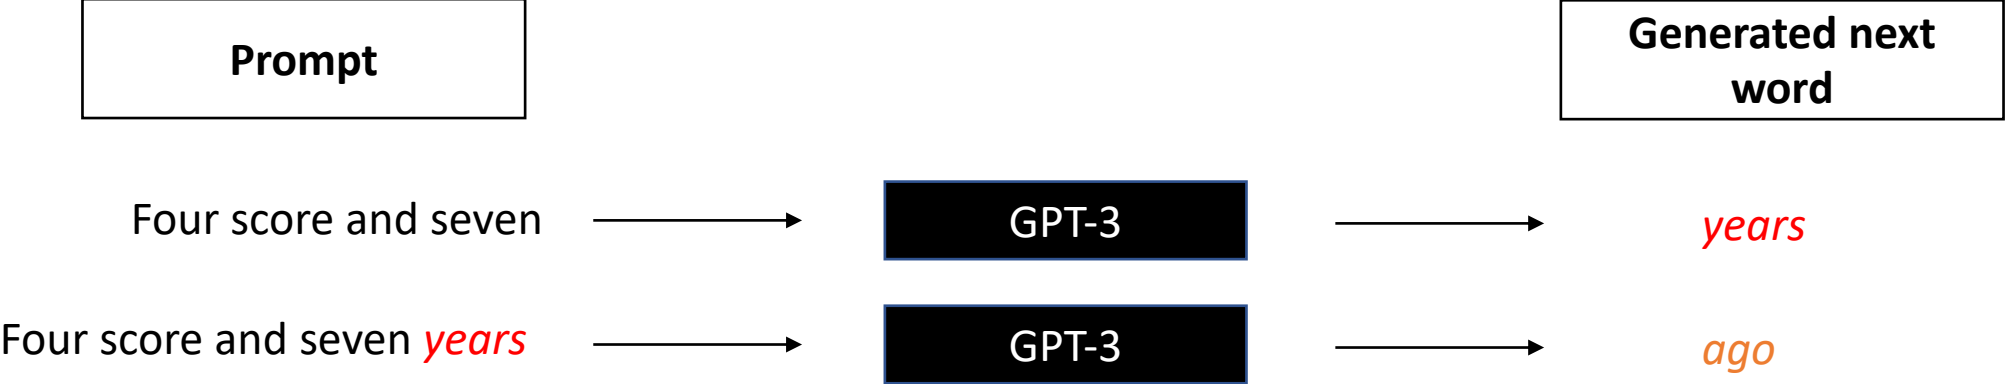 Prompt
Generated next
word
Four score and seven
GPT-3
years
Four score and seven years
GPT-3
ago